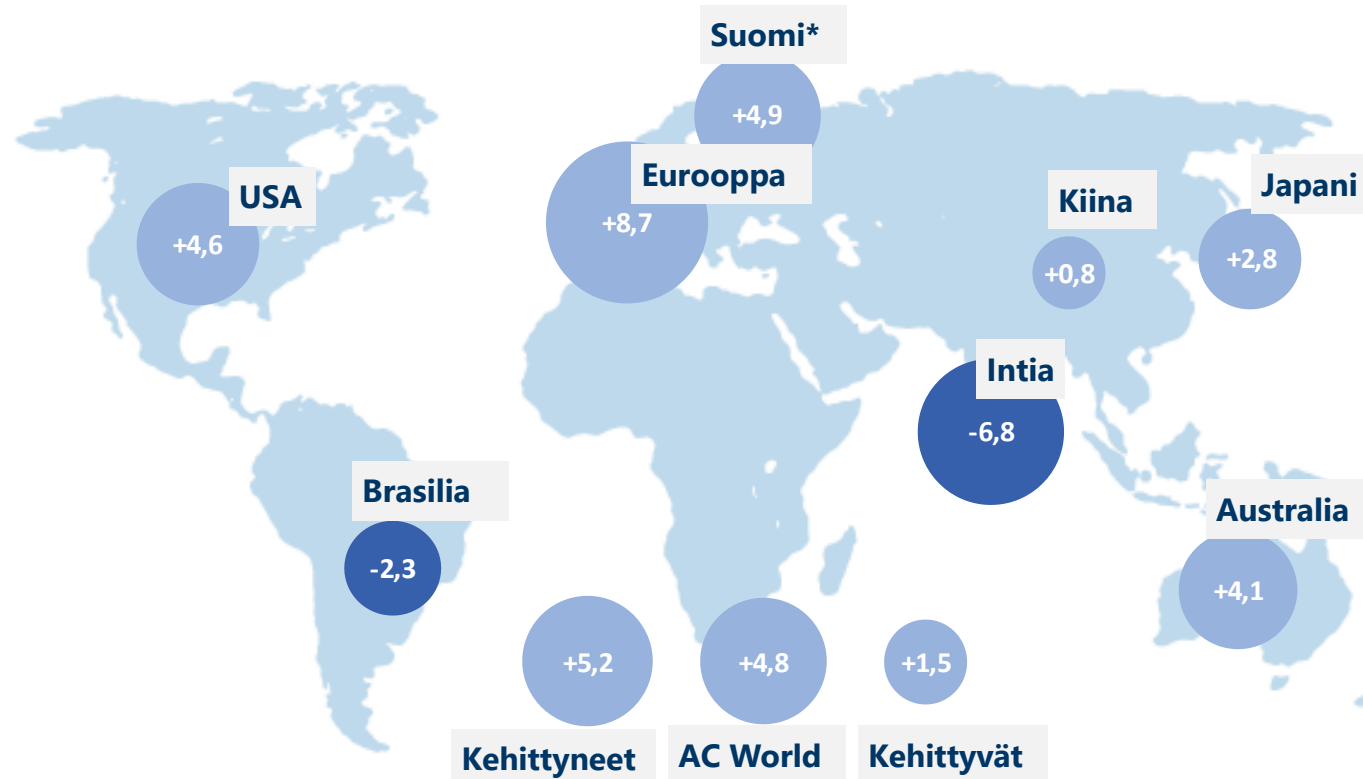 Suomi*
+4,9
Eurooppa
+8,7
USA
+4,6
Kiina
+0,8
Japani
+2,8
Intia
-6,8
Brasilia
-2,3
Australia
+4,1
+5,2
+4,8
+1,5
Kehittyneet
AC World
Kehittyvät